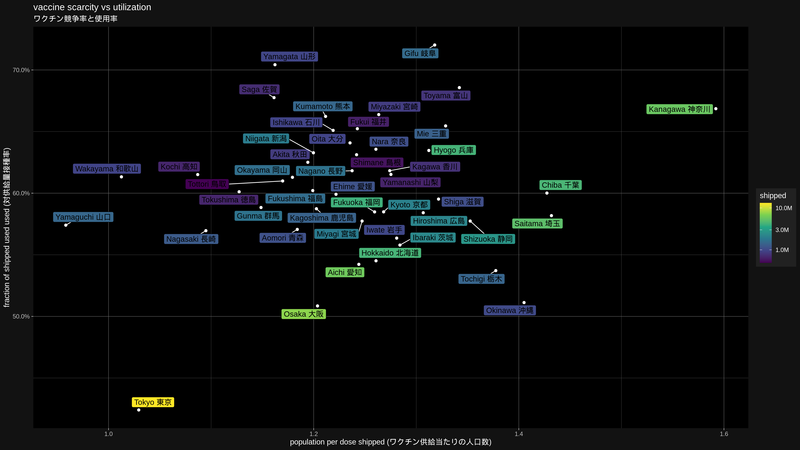 vaccine scarcity vs utilization
ワクチン競争率と使用率
Gifu 岐阜
Yamagata 山形
70.0%
Saga 佐賀
Toyama 富山
Kumamoto 熊本
Miyazaki 宮崎
Kanagawa 神奈川
Ishikawa 石川
Fukui 福井
Mie 三重
Niigata 新潟
Oita 大分
Nara 奈良
Hyogo 兵庫
Akita 秋田
Shimane 島根
Kochi 高知
Wakayama 和歌山
Okayama 岡山
Nagano 長野
Kagawa 香川
Tottori 鳥取
Yamanashi 山梨
Chiba 千葉
Ehime 愛媛
60.0%
Tokushima 徳島
Fukushima 福島
Fukuoka 福岡
Kyoto 京都
Shiga 滋賀
shipped
10.0M
3.0M
1.0M
Yamaguchi 山口
Gunma 群馬
Kagoshima 鹿児島
Hiroshima 広島
Saitama 埼玉
Nagasaki 長崎
Aomori 青森
Miyagi 宮城
Iwate 岩手
Ibaraki 茨城
Shizuoka 静岡
Hokkaido 北海道
Aichi 愛知
Tochigi 栃木
50.0%
Osaka 大阪
Okinawa 沖縄
Tokyo 東京
fraction of shipped used used (対供給量接種率)
1.0
1.2
1.4
1.6
population per dose shipped (ワクチン供給当たりの人口数)